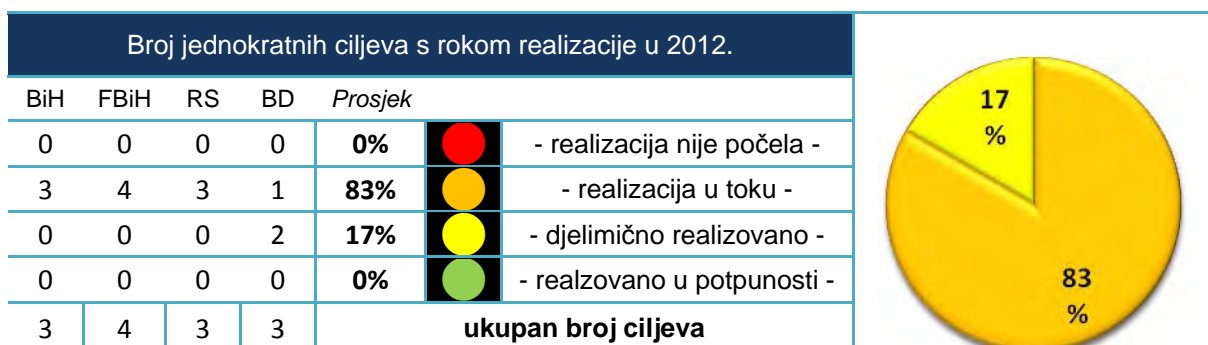 Broj jednokratnih ciljeva s rokom realizacije u 2012.
BiH FBiH RS BD Prosjek
0 0 0 0 0% - realizacija nije počela -
3 4 3 1 83% - realizacija u toku -
0 0 0 2 17% - djelimično realizovano -
0 0 0 0 0% - realzovano u potpunosti -
3 4 3 3 ukupan broj ciljeva
17
%
83
%